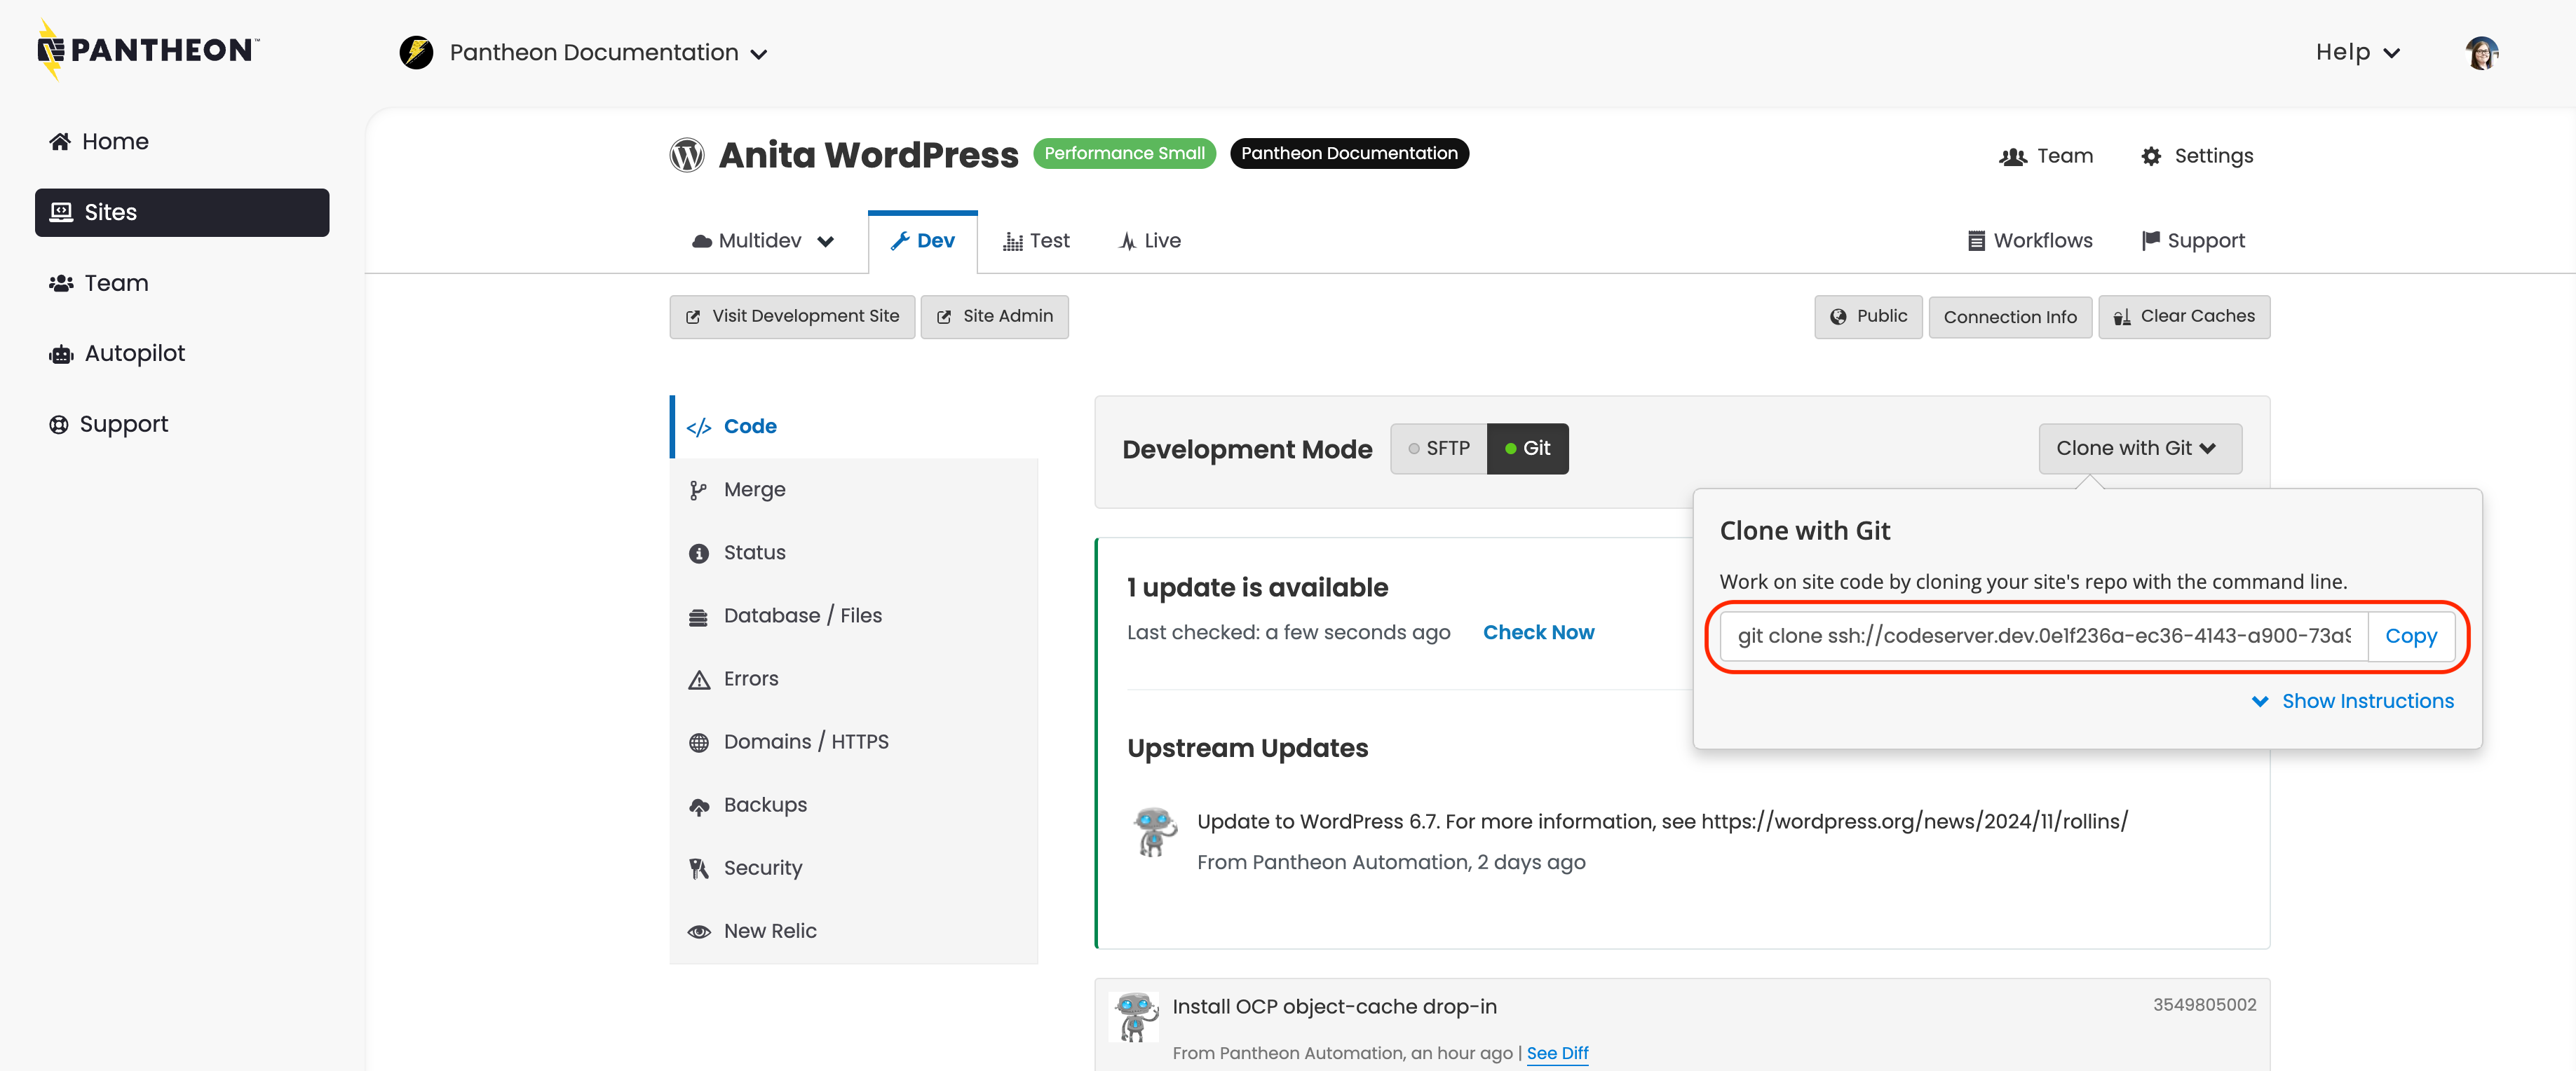 PANTHEON™
Pantheon Documentation
Help
Home
Sites
Team
Autopilot
Support
Anita WordPress
Performance Small
Pantheon Documentation
Team
Settings
Multidev
Dev
Test
Live
Workflows
Support
Visit Development Site
Site Admin
Public
Connection Info
Clear Caches
</> Code
Merge
Status
Database / Files
Errors
Domains / HTTPS
Backups
Security
New Relic
Development Mode
SFTP
Git
Clone with Git
Clone with Git
Work on site code by cloning your site's repo with the command line.
git clone ssh://codeserver.dev.0e1f236a-ec36-4143-a900-73a9
Copy
Show Instructions
1 update is available
Last checked: a few seconds ago
Check Now
Upstream Updates
Update to WordPress 6.7. For more information, see https://wordpress.org/news/2024/11/rollins/
From Pantheon Automation, 2 days ago
Install OCP object-cache drop-in
3549805002
From Pantheon Automation, an hour ago | See Diff